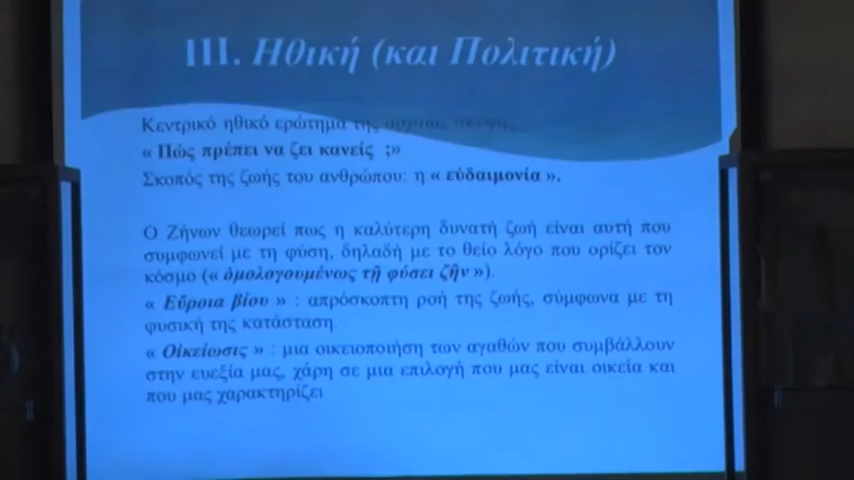 III. Ηθική (και Πολιτική)
Κεντρικό ηθικό ερώτημα της αρχαίας σκέψης:
« Πώς πρέπει να ζει κανείς ;»
Σκοπός της ζωής του ανθρώπου: η « εὐδαιμονία ».
Ο Ζήνων θεωρεί πως η καλύτερη δυνατή ζωή είναι αυτή που
συμφωνεί με τη φύση, δηλαδή με το θείο λόγο που ορίζει τον
κόσμο (« ὁμολογουμένως τῇ φύσει ζῆν »).
« Εὔροια βίου » : απρόσκοπτη ροή της ζωής, σύμφωνα με τη
φυσική της κατάσταση.
« Οἰκείωσις » : μια οικειοποίηση των αγαθών που συμβάλλουν
στην ευεξία μας, χάρη σε μια επιλογή που μας είναι οικεία και
που μας χαρακτηρίζει